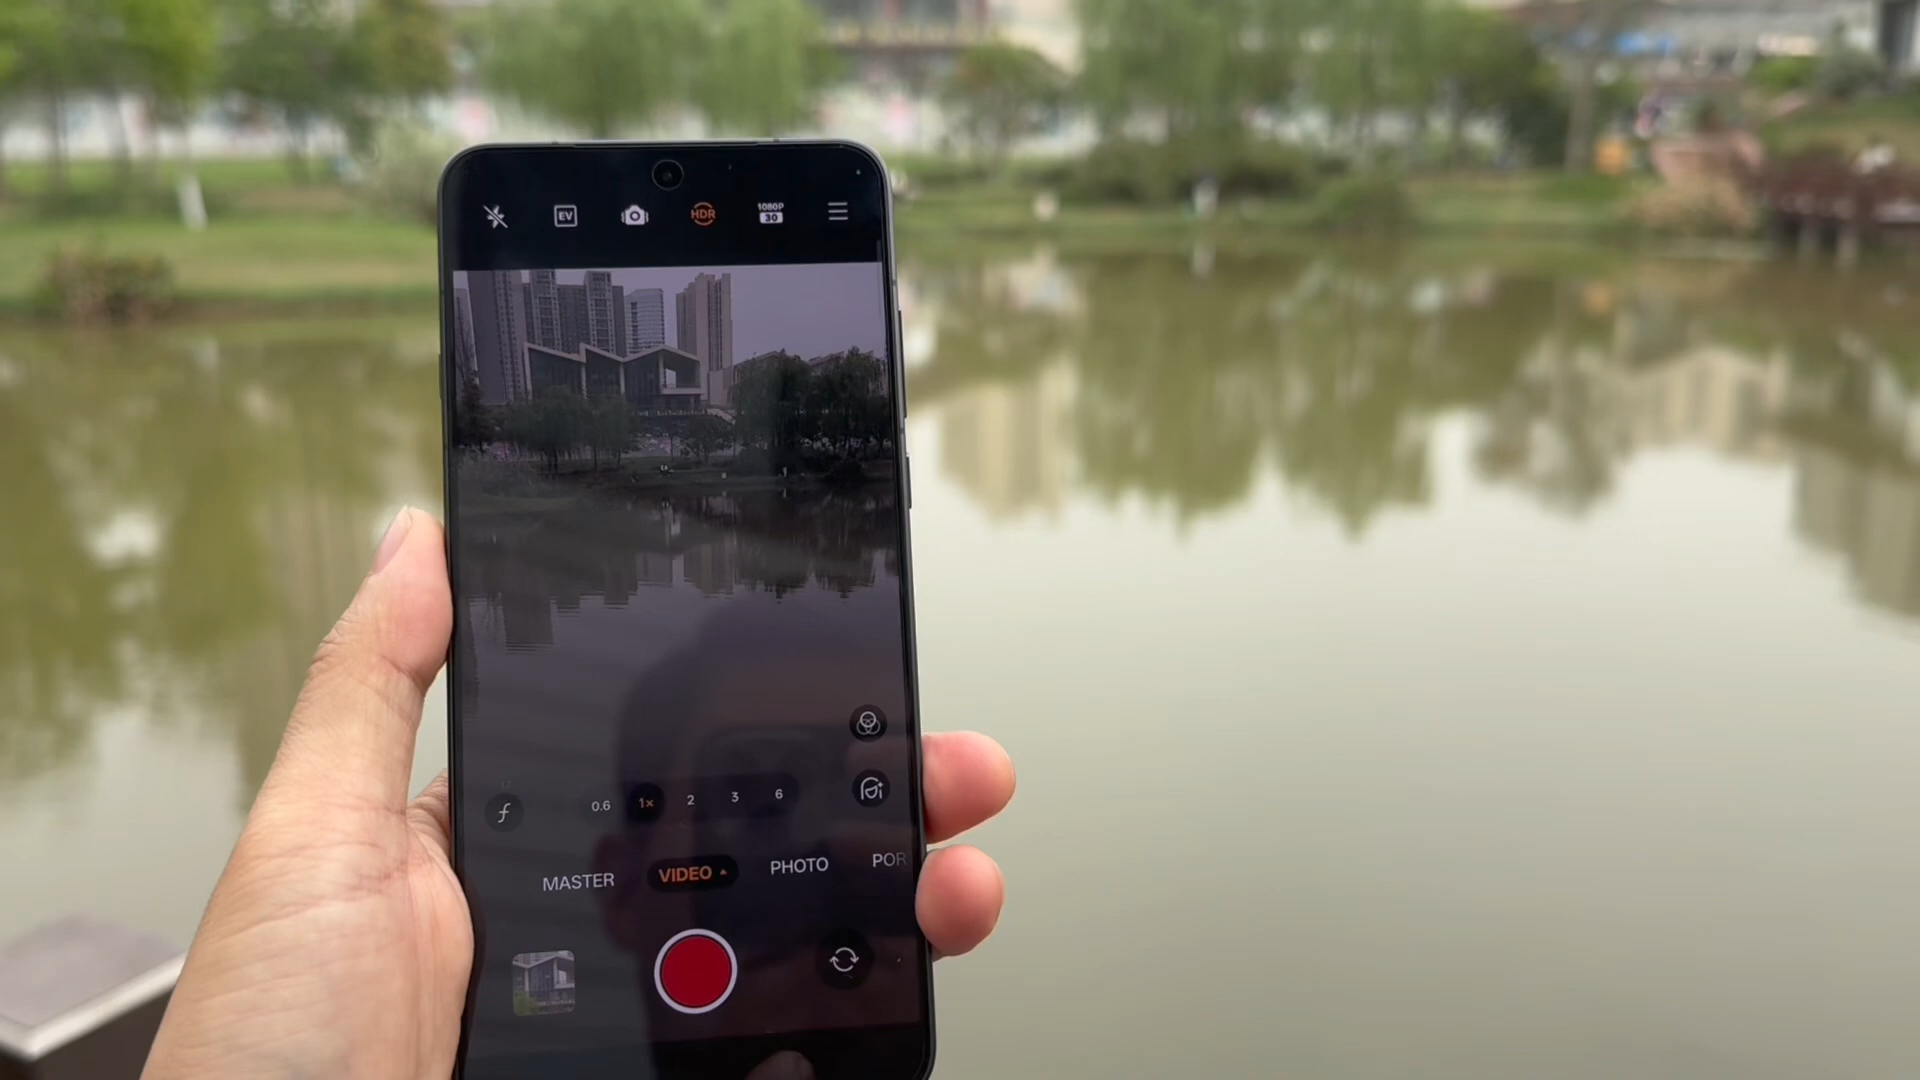 EV
HDR
1080P
30
0.6 1× 2 3 6
MASTER VIDEO PHOTO POR